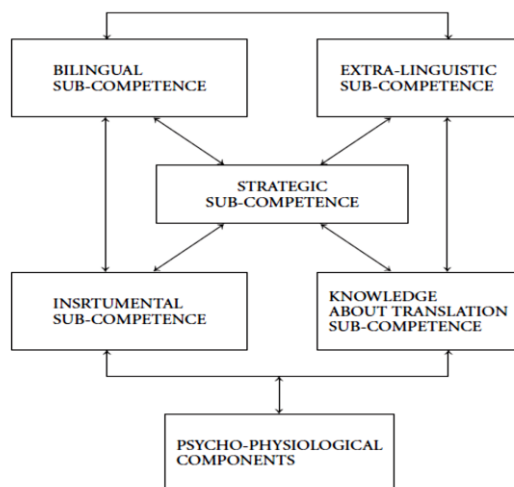 BILINGUAL
SUB-COMPETENCE
EXTRA-LINGUISTIC
SUB-COMPETENCE
STRATEGIC
SUB-COMPETENCE
INSRTUMENTAL
SUB-COMPETENCE
KNOWLEDGE
ABOUT TRANSLATION
SUB-COMPETENCE
PSYCHO-PHYSIOLOGICAL
COMPONENTS